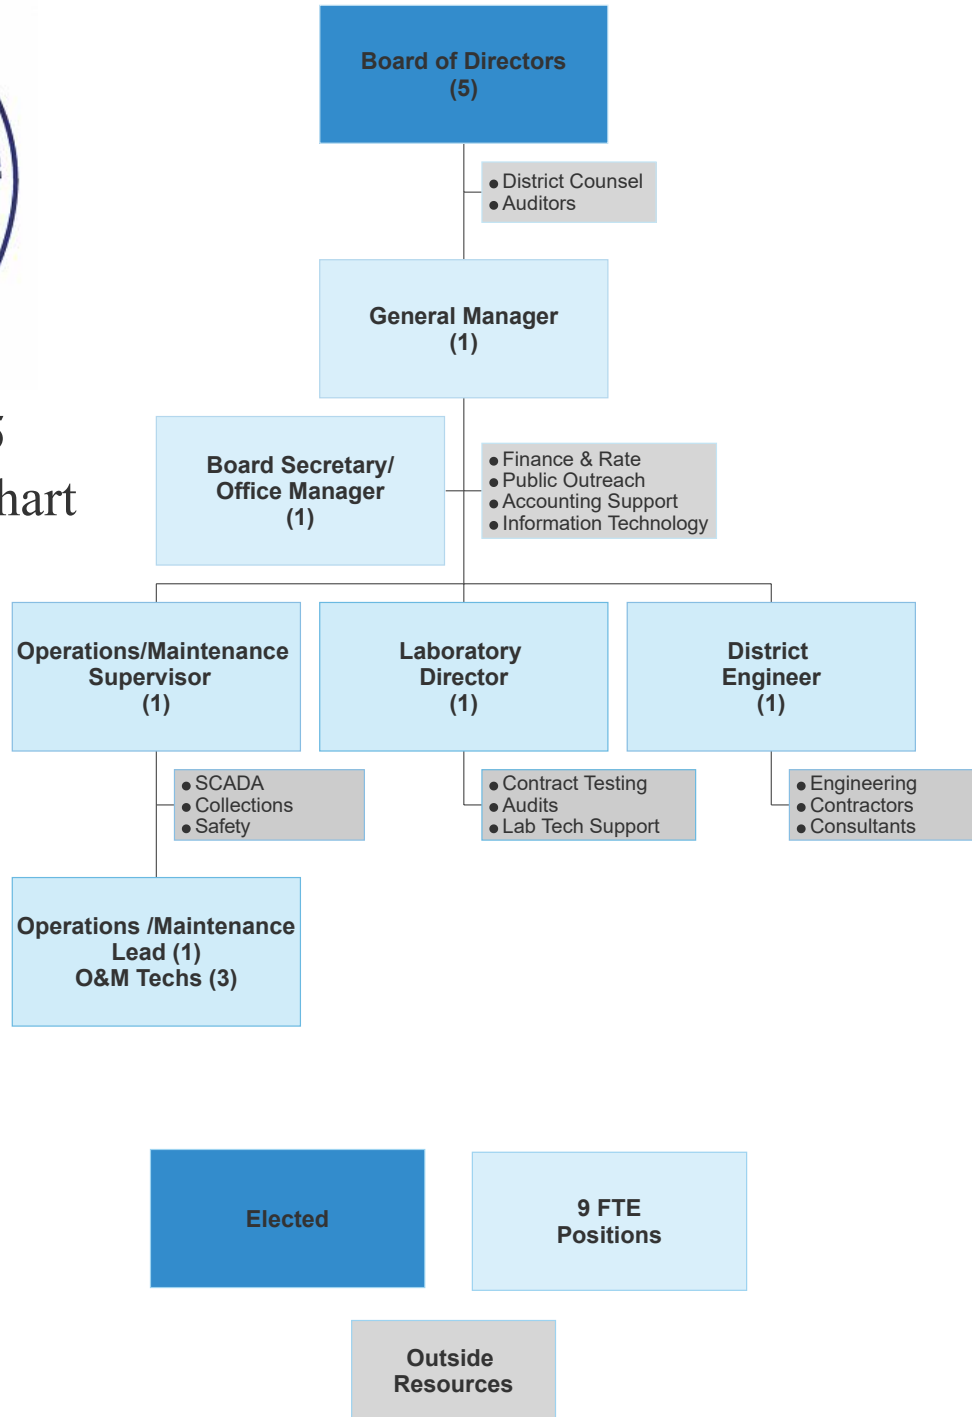 Board of Directors
(5)
● District Counsel
● Auditors
General Manager
(1)
hart
Board Secretary/
Office Manager
(1)
● Finance & Rate
● Public Outreach
● Accounting Support
● Information Technology
Operations/Maintenance
Supervisor
(1)
Laboratory
Director
(1)
District
Engineer
(1)
● SCADA
● Collections
● Safety
● Contract Testing
● Audits
● Lab Tech Support
● Engineering
● Contractors
● Consultants
Operations /Maintenance
Lead (1)
O&M Techs (3)
Elected
9 FTE
Positions
Outside
Resources